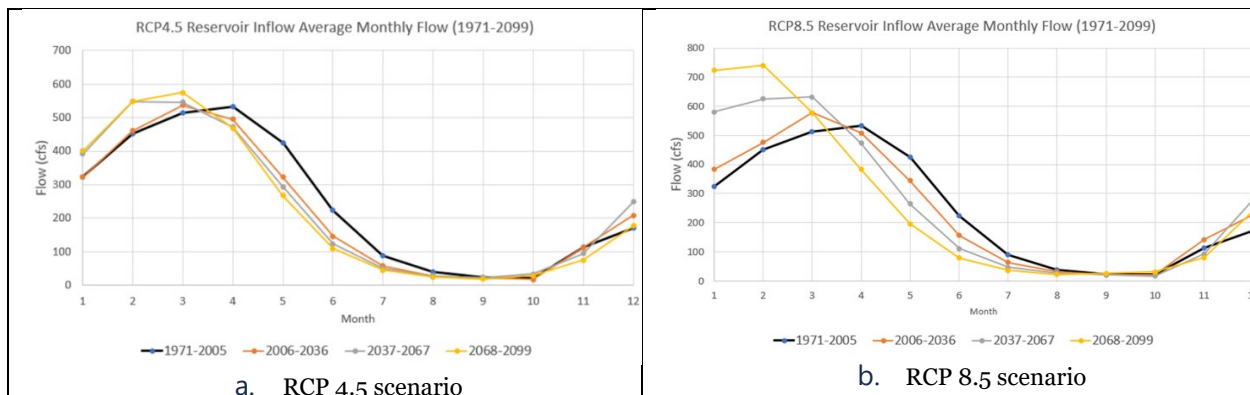 RCP4.5 Reservoir Inflow Average Monthly Flow (1971-2099)
700
600
500
400
300
200
100
0
Flow (cfs)
1 2 3 4 5 6 7 8 9 10 11 12
Month
1971-2005 2006-2036 2037-2067 2068-2099
a. RCP 4.5 scenario
RCP8.5 Reservoir Inflow Average Monthly Flow (1971-2099)
800
700
600
500
400
300
200
100
0
Flow (cfs)
1 2 3 4 5 6 7 8 9 10 11
Month
1971-2005 2006-2036 2037-2067 2068-2099
b. RCP 8.5 scenario